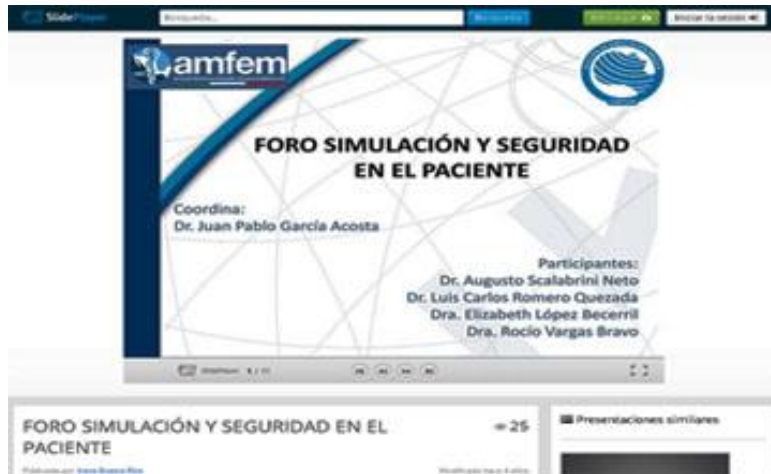 SlidePlayer
Búsqueda...
Iniciar la sesión
amfem
FORO SIMULACIÓN Y SEGURIDAD
EN EL PACIENTE
Coordina:
Dr. Juan Pablo García Acosta
Participantes:
Dr. Augusto Scalabrini Neto
Dr. Luis Carlos Romero Quezada
Dra. Elizabeth López Becerril
Dra. Rocío Vargas Bravo
FORO SIMULACIÓN Y SEGURIDAD EN EL
PACIENTE
25
Presentaciones similares
Publicada por